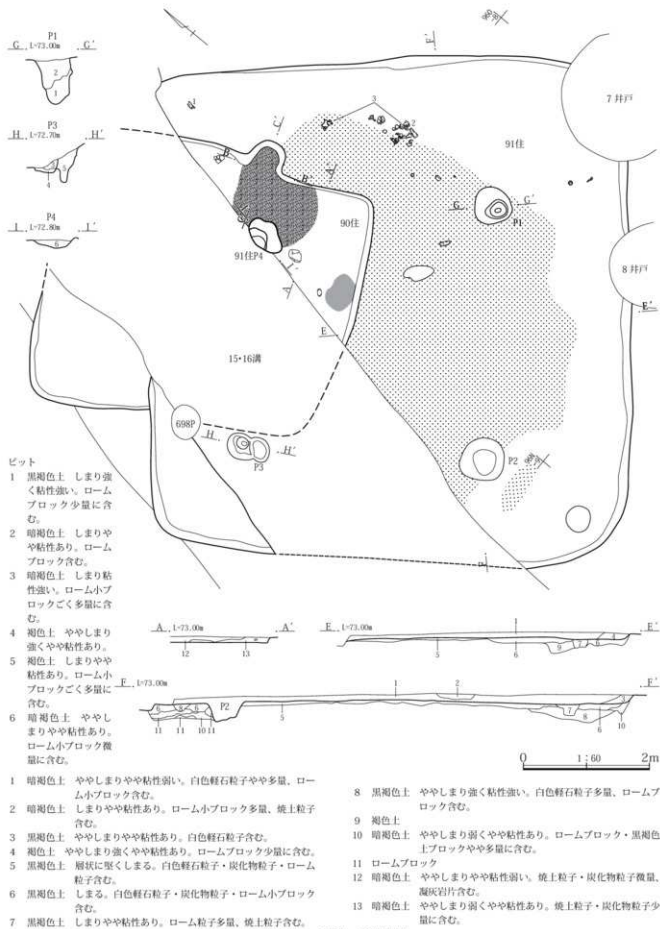 P1
G L=73.00m G'
2
1
P3
H L=72.70m H'
5
4
P4
I L=72.80m I'
6
3
2
7 井戸
91住
G
G'
P1
90住
91住P4
A
E
8 井戸
E'
15・16溝
698P
H
H'
P3
P2
ピット
1 黒褐色土 しまり強
く粘性強い。ローム
ブロック少量に含
む。
2 暗褐色土 しまりや
や粘性あり。ローム
ブロック含む。
3 暗褐色土 しまり粘
性強い。ローム小ブ
ロックごく多量に含
む。
4 褐色土 ややしまり
強くやや粘性あり。
5 褐色土 しまりやや
粘性あり。ローム小
ブロックごく多量に
含む。
6 暗褐色土 ややし
まりやや粘性あり。
ローム小ブロック微
量に含む。
A L=73.00m A'
12 13
E L=73.00m E'
1
5 6 9 7 6 4
F L=73.00m F'
P2
1 2 3
11 11 10 11 5 7 8 6 10
0 1:60 2m
1 暗褐色土 ややしまりやや粘性弱い。白色軽石粒子やや多量、ロー
ム小ブロック含む。
2 暗褐色土 しまりやや粘性あり。ローム小ブロック多量、焼土粒子
含む。
3 黒褐色土 ややしまりやや粘性あり。白色軽石粒子含む。
4 褐色土 ややしまり強くやや粘性あり。ロームブロック少量に含む。
5 黒褐色土 層状に堅くしまる。白色軽石粒子・炭化物粒子・ローム
粒子含む。
6 黒褐色土 しまる。白色軽石粒子・炭化物粒子・ローム小ブロック
含む。
7 黒褐色土 しまりやや粘性あり。ローム粒子多量、焼土粒子含む。
8 黒褐色土 ややしまり強く粘性強い。白色軽石粒子多量、ロームブ
ロック含む。
9 褐色土
10 暗褐色土 ややしまり弱くやや粘性あり。ロームブロック・黒褐色
土ブロックやや多量に含む。
11 ロームブロック
12 暗褐色土 ややしまりやや粘性弱い。焼土粒子・炭化物粒子微量、
凝灰岩片含む。
13 暗褐色土 ややしまり弱くやや粘性あり。焼土粒子・炭化物粒子少
量に含む。